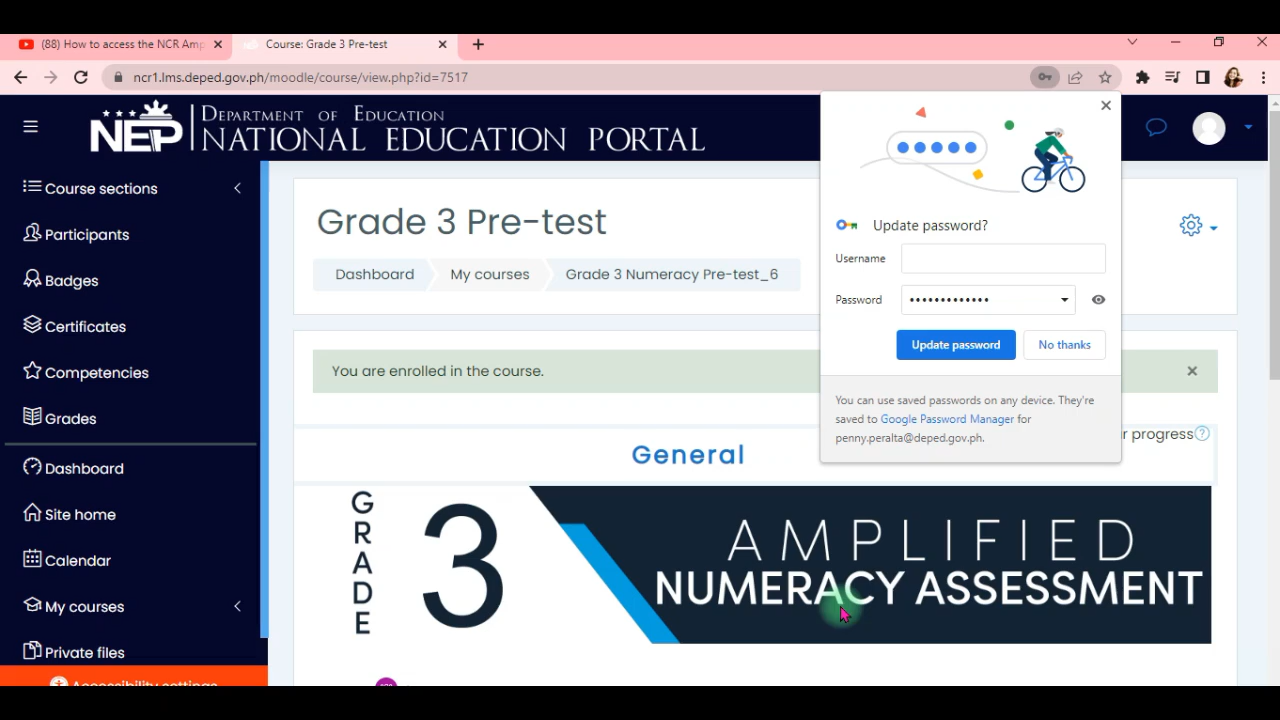 (88) How to access the NCR Amp
Course: Grade 3 Pre-test
ncr1.lms.deped.gov.ph/moodle/course/view.php?id=7517
NEP
DEPARTMENT OF EDUCATION
NATIONAL EDUCATION PORTAL
Course sections
Participants
Badges
Certificates
Competencies
Grades
Dashboard
Site home
Calendar
My courses
Private files
Accessibility settings
Grade 3 Pre-test
Dashboard
My courses
Grade 3 Numeracy Pre-test_6
You are enrolled in the course.
r progress
General
GRADE
3
AMPLIFIED
NUMERACY ASSESSMENT
Update password?
Username
Password
Update password
No thanks
You can use saved passwords on any device. They're
saved to Google Password Manager for
penny.peralta@deped.gov.ph.